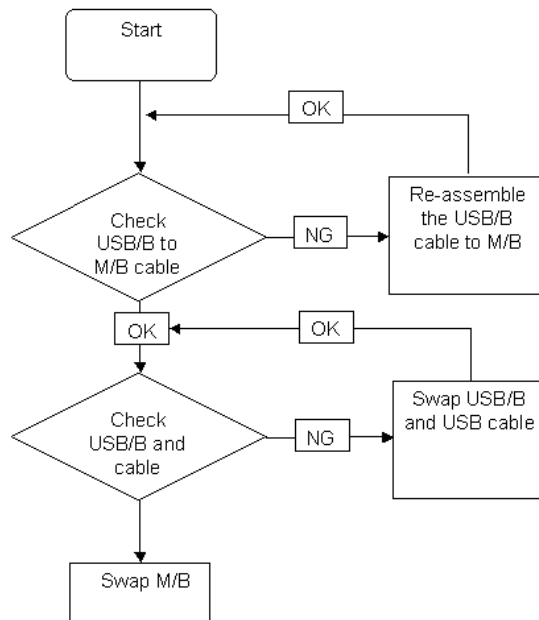 Start
OK
Check
USB/B to
M/B cable
NG
Re-assemble
the USB/B
cable to M/B
OK
OK
Check
USB/B and
cable
NG
Swap USB/B
and USB cable
Swap M/B